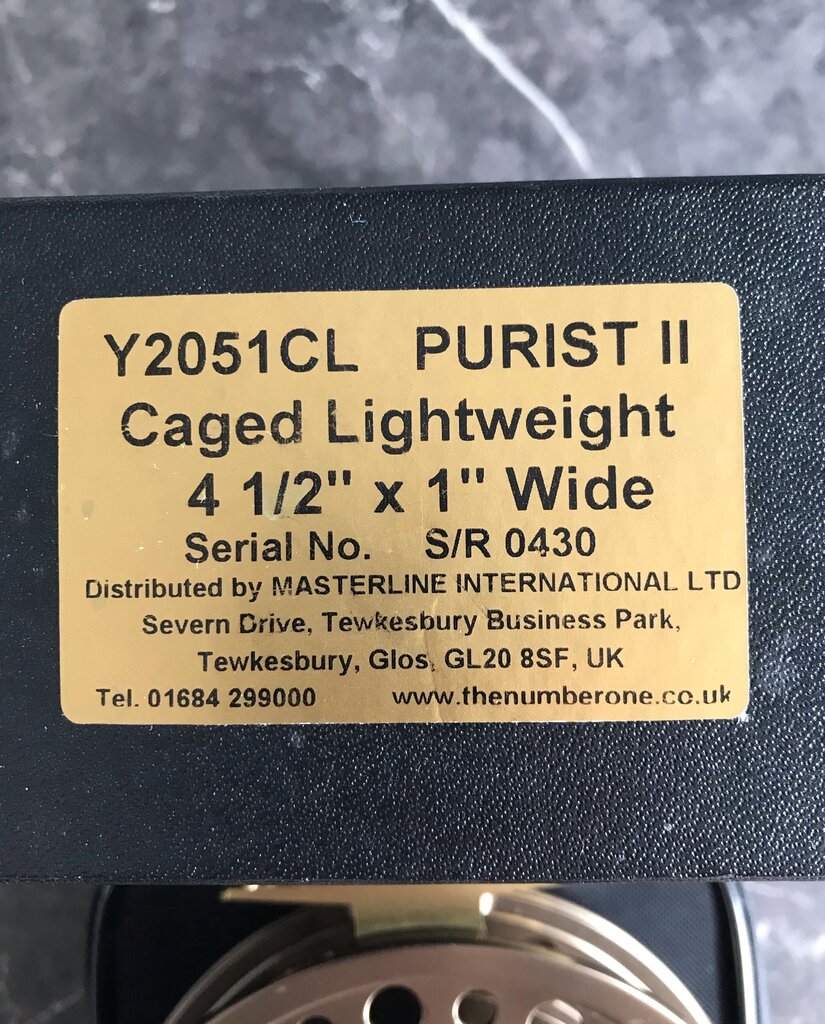 Y2051CL PURIST II
Caged Lightweight
4 1/2" x 1" Wide
Serial No. S/R 0430
Distributed by MASTERLINE INTERNATIONAL LTD
Severn Drive, Tewkesbury Business Park,
Tewkesbury, Glos, GL20 8SF, UK
Tel. 01684 299000 www.thenumberone.co.uk